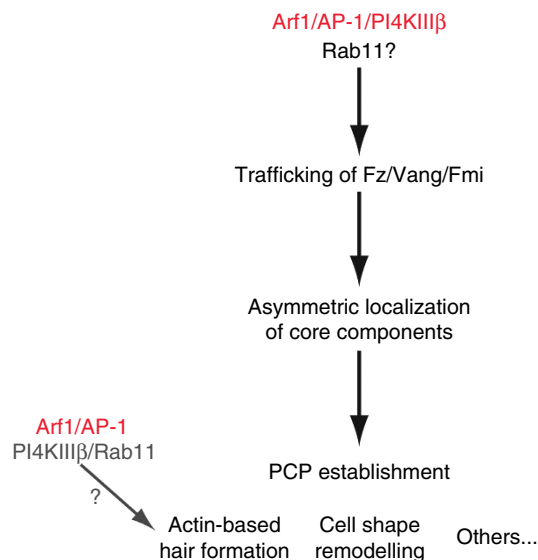 Arf1/AP-1/PI4KIIIβ
Rab11?
Trafficking of Fz/Vang/Fmi
Asymmetric localization
of core components
Arf1/AP-1
PI4KIIIβ/Rab11
?
PCP establishment
Actin-based
hair formation
Cell shape
remodelling
Others...